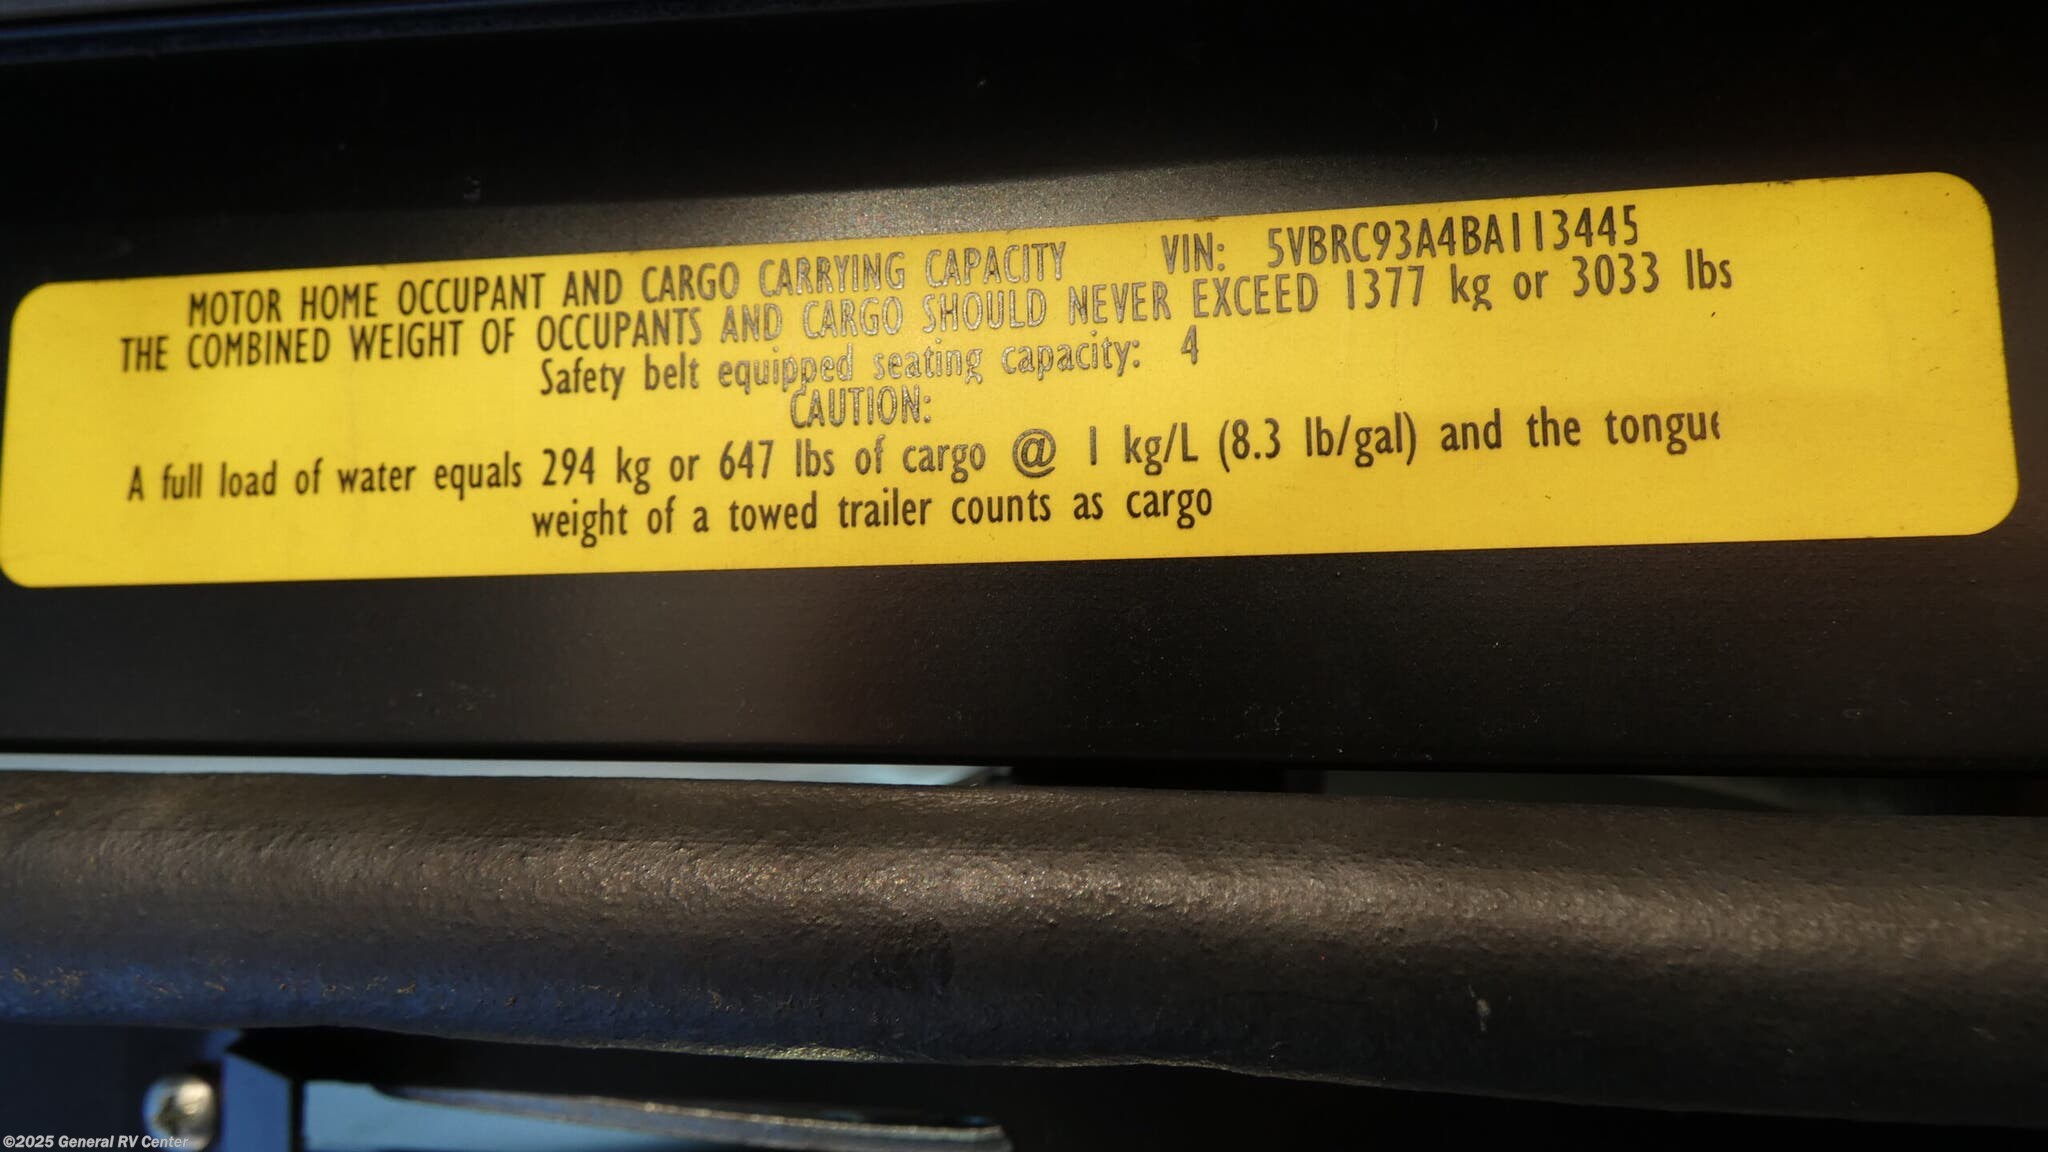 MOTOR HOME OCCUPANT AND CARGO CARRYING CAPACITY VIN: 5VBRC93A4BA113445
THE COMBINED WEIGHT OF OCCUPANTS AND CARGO SHOULD NEVER EXCEED 1377 kg or 3033 lbs
Safety belt equipped seating capacity: 4
CAUTION:
A full load of water equals 294 kg or 647 lbs of cargo @ 1 kg/L (8.3 lb/gal) and the tongue
weight of a towed trailer counts as cargo
©2025 General RV Center